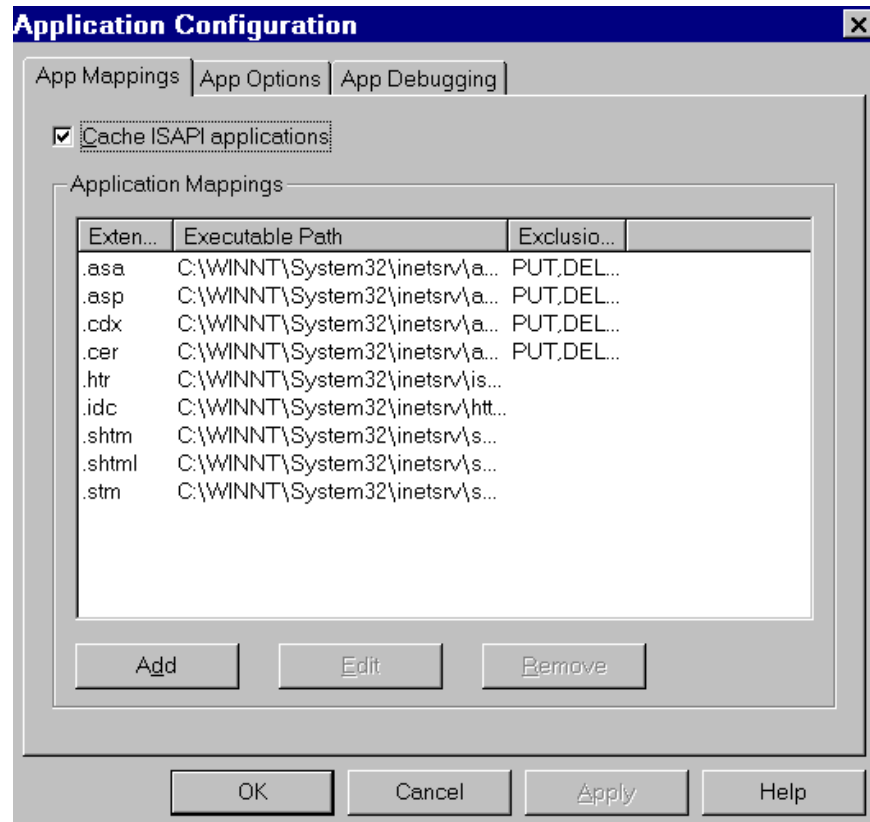 Application Configuration
App Mappings App Options App Debugging
Cache ISAPI applications
Application Mappings
Exten... Executable Path Exclusio...
.asa C:\WINNT\System32\inetsrv\a... PUT,DEL...
.asp C:\WINNT\System32\inetsrv\a... PUT,DEL...
.cdx C:\WINNT\System32\inetsrv\a... PUT,DEL...
.cer C:\WINNT\System32\inetsrv\a... PUT,DEL...
.htr C:\WINNT\System32\inetsrv\is...
.idc C:\WINNT\System32\inetsrv\htt...
.shtm C:\WINNT\System32\inetsrv\s...
.shtml C:\WINNT\System32\inetsrv\s...
.stm C:\WINNT\System32\inetsrv\s...
Add Edit Remove
OK Cancel Apply Help